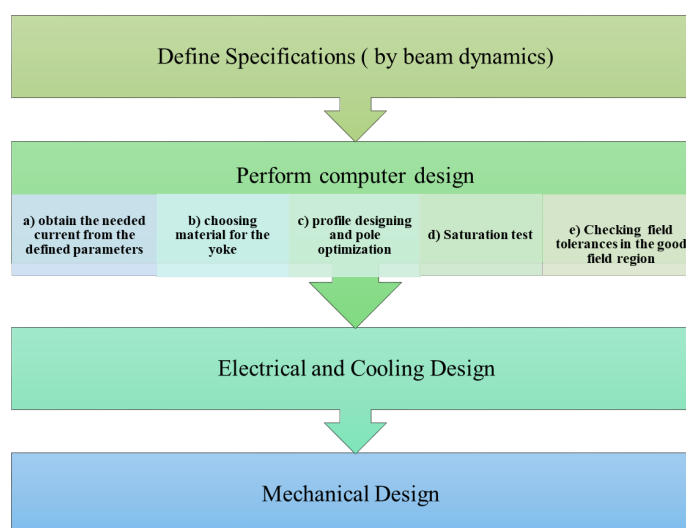 Define Specifications ( by beam dynamics)
Perform computer design
a) obtain the needed
current from the
defined parameters
b) choosing
material for the
yoke
c) profile designing
and pole
optimization
d) Saturation test
e) Checking field
tolerances in the good
field region
Electrical and Cooling Design
Mechanical Design